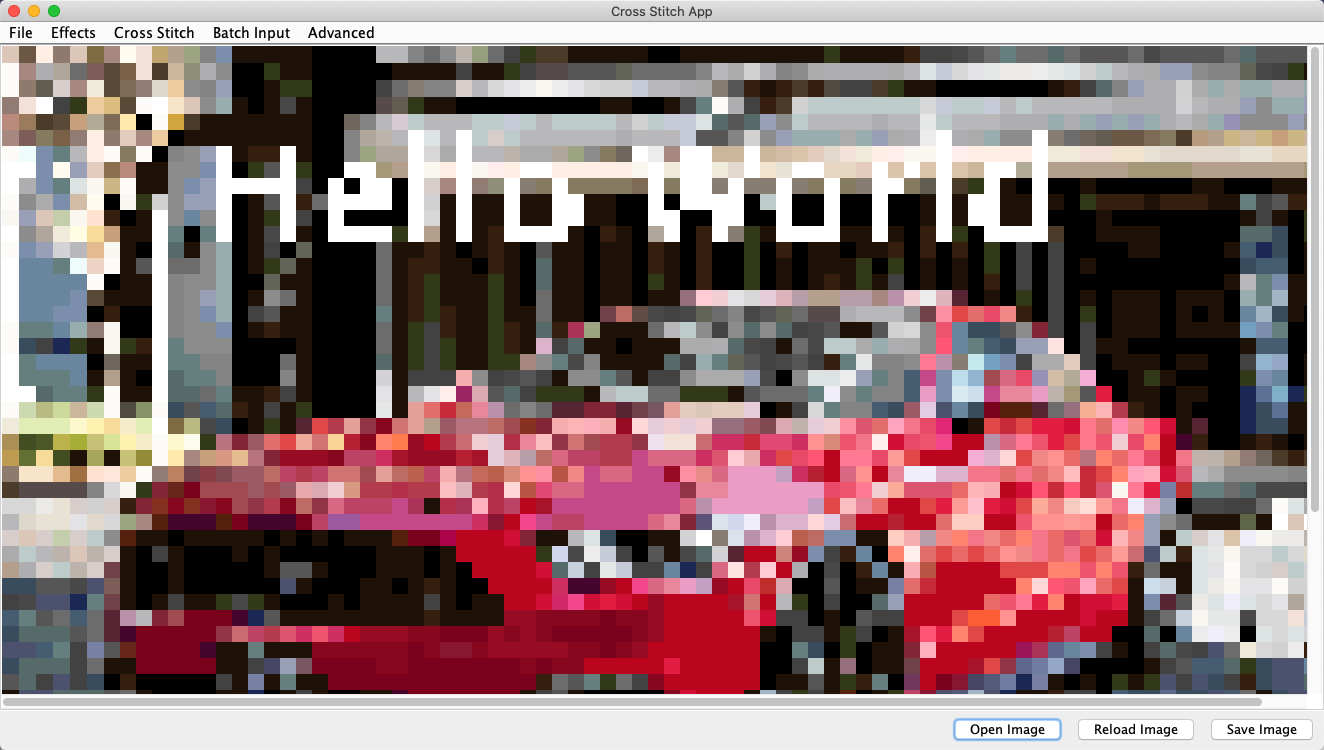 Cross Stitch App
File Effects Cross Stitch Batch Input Advanced
Hello World
Open Image Reload Image Save Image